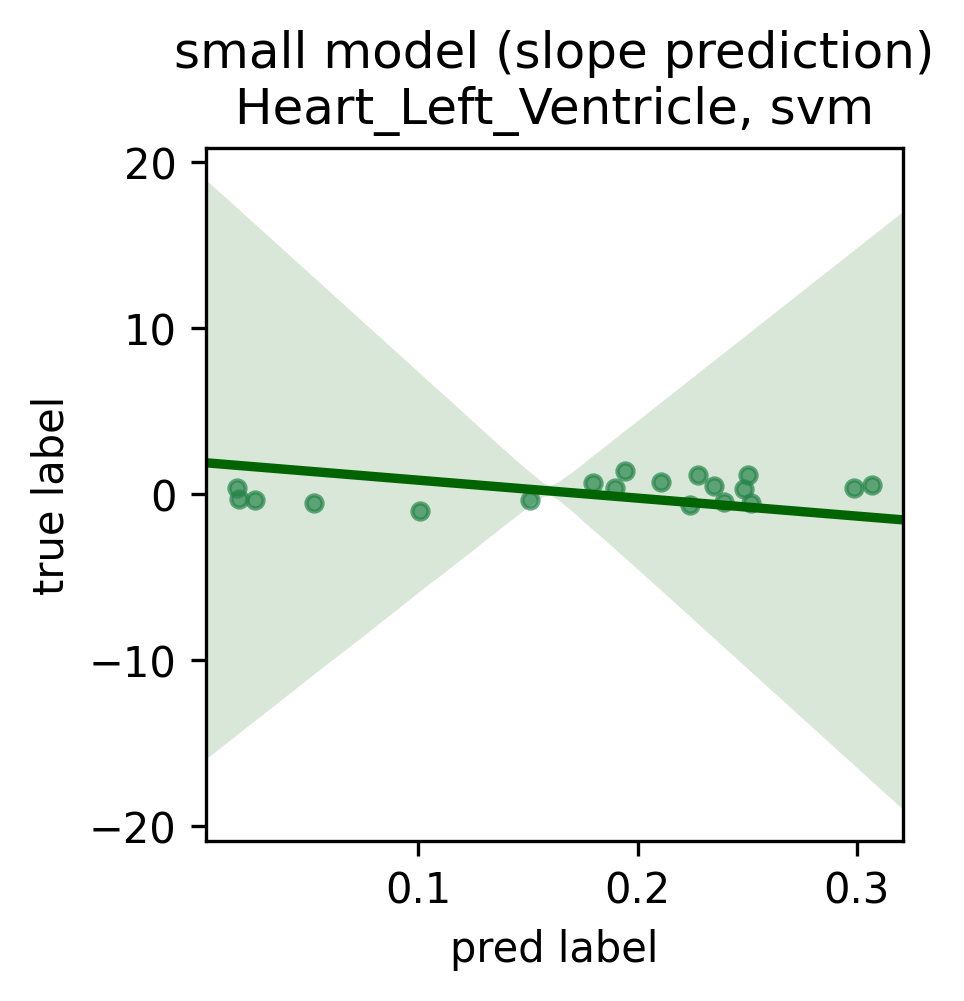 small model (slope prediction)
Heart_Left_Ventricle, svm
20
10
0
−10
−20
true label
0.1
0.2
0.3
pred label